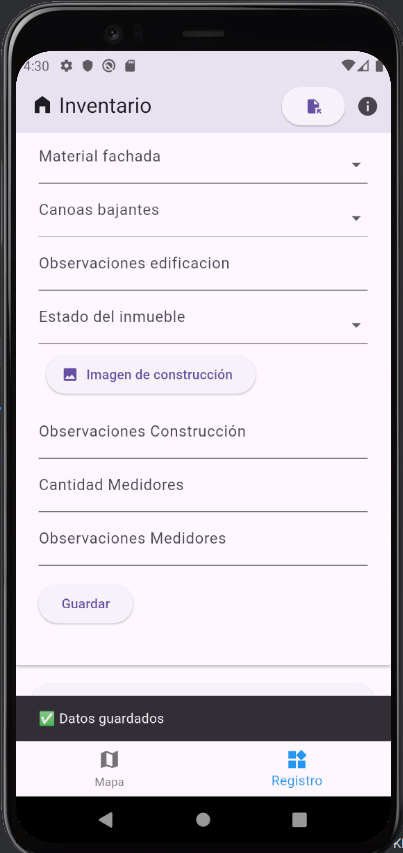 4:30
Inventario
Material fachada
Canoas bajantes
Observaciones edificacion
Estado del inmueble
Imagen de construcción
Observaciones Construcción
Cantidad Medidores
Observaciones Medidores
Guardar
✅ Datos guardados
Mapa
Registro